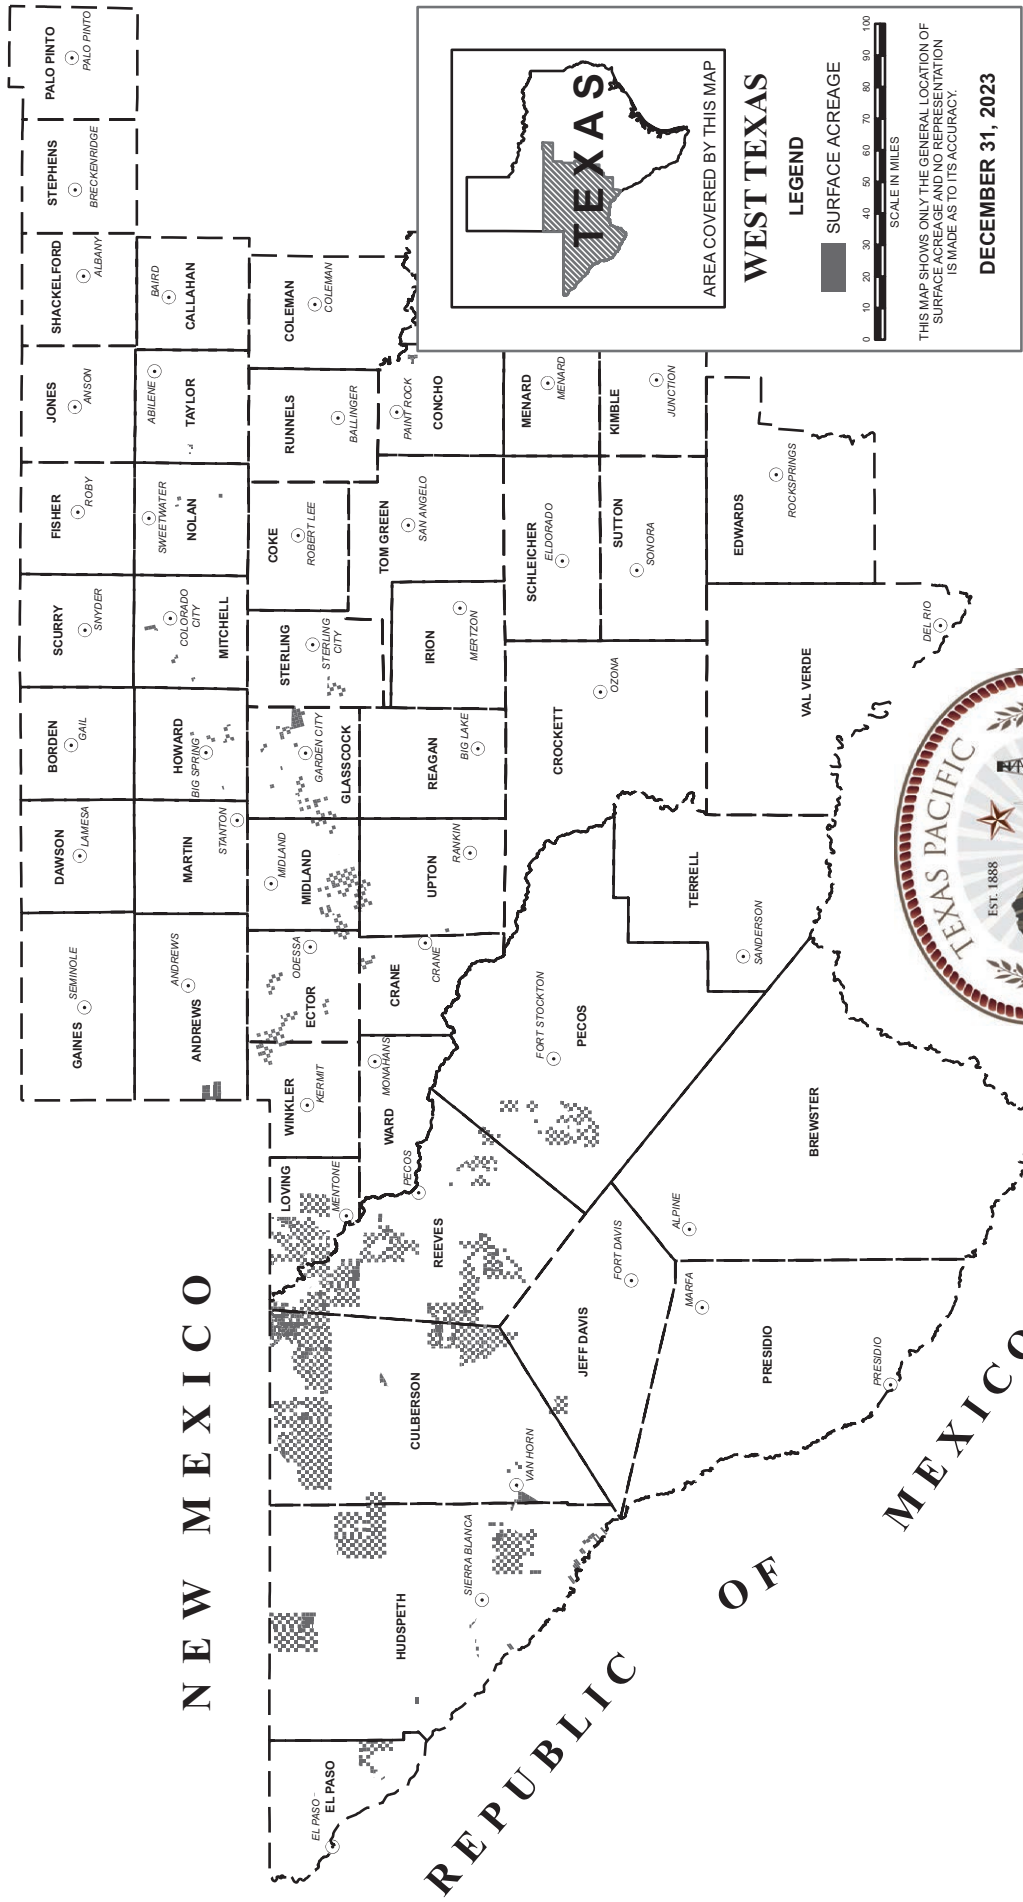 NEW MEXICO
REPUBLIC
OF
MEXICO
GAINES
SEMINOLE
DAWSON
LAMESA
BORDEN
GAIL
SCURRY
SNYDER
FISHER
ROBY
JONES
ANSON
SHACKELFORD
ALBANY
STEPHENS
BRECKENRIDGE
PALO PINTO
PALO PINTO
ANDREWS
ANDREWS
MARTIN
STANTON
HOWARD
BIG SPRING
COLORADO
CITY
MITCHELL
SWEETWATER
NOLAN
ABILENE
TAYLOR
BAIRD
CALLAHAN
EL PASO
EL PASO
HUDSPETH
SIERRA BLANCA
CULBERSON
VAN HORN
LOVING
MENTONE
WINKLER
KERMIT
ODESSA
ECTOR
MIDLAND
MIDLAND
GARDEN CITY
GLASSCOCK
STERLING
STERLING
CITY
COKE
ROBERT LEE
RUNNELS
BALLINGER
COLEMAN
COLEMAN
REEVES
PECOS
WARD
MONAHANS
CRANE
CRANE
UPTON
RANKIN
REAGAN
BIG LAKE
IRION
MERTZON
TOM GREEN
SAN ANGELO
PAINT ROCK
CONCHO
JEFF DAVIS
FORT DAVIS
FORT STOCKTON
PECOS
CROCKETT
OZONA
SCHLEICHER
ELDORADO
MENARD
MENARD
SUTTON
SONORA
KIMBLE
JUNCTION
PRESIDIO
MARFA
PRESIDIO
ALPINE
BREWSTER
TERRELL
SANDERSON
VAL VERDE
DEL RIO
EDWARDS
ROCKSPRINGS
TEXAS
AREA COVERED BY THIS MAP
WEST TEXAS
LEGEND
SURFACE ACREAGE
0 10 20 30 40 50 60 70 80 90 100
SCALE IN MILES
THIS MAP SHOWS ONLY THE GENERAL LOCATION OF
SURFACE ACREAGE AND NO REPRESENTATION
IS MADE AS TO ITS ACCURACY.
DECEMBER 31, 2023
TEXAS PACIFIC
EST. 1888